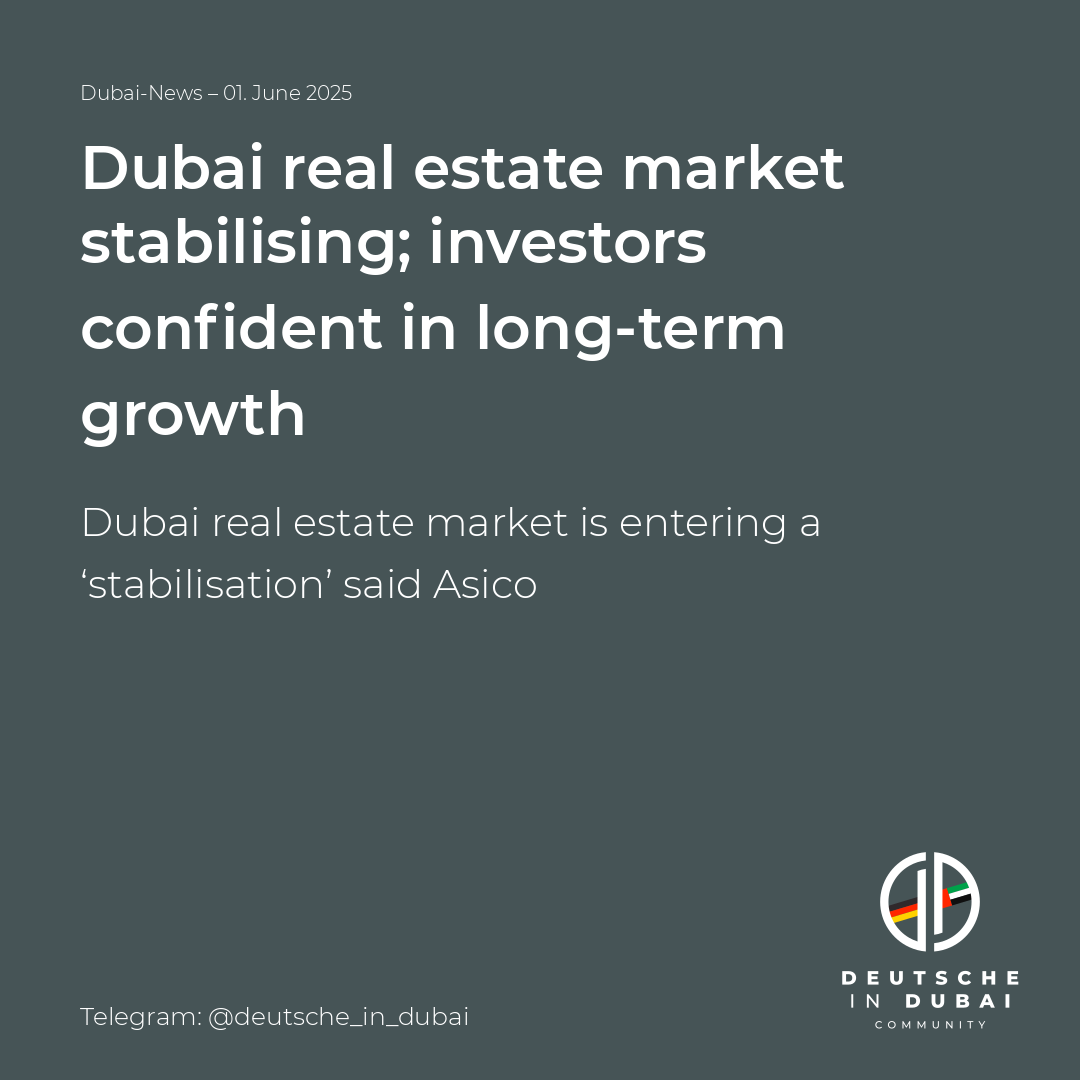 Dubai-News – 01. June 2025
Dubai real estate market
stabilising; investors
confident in long-term
growth
Dubai real estate market is entering a
‘stabilisation’ said Asico
DEUTSCHE
IN DUBAI
COMMUNITY
Telegram: @deutsche_in_dubai